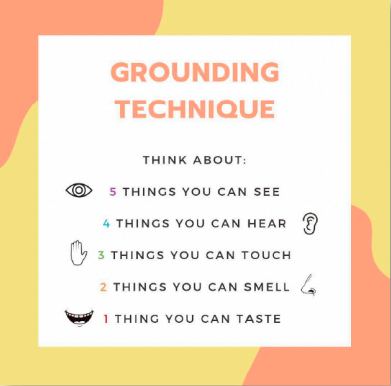 GROUNDING
TECHNIQUE
THINK ABOUT:
5 THINGS YOU CAN SEE
4 THINGS YOU CAN HEAR
3 THINGS YOU CAN TOUCH
2 THINGS YOU CAN SMELL
1 THING YOU CAN TASTE